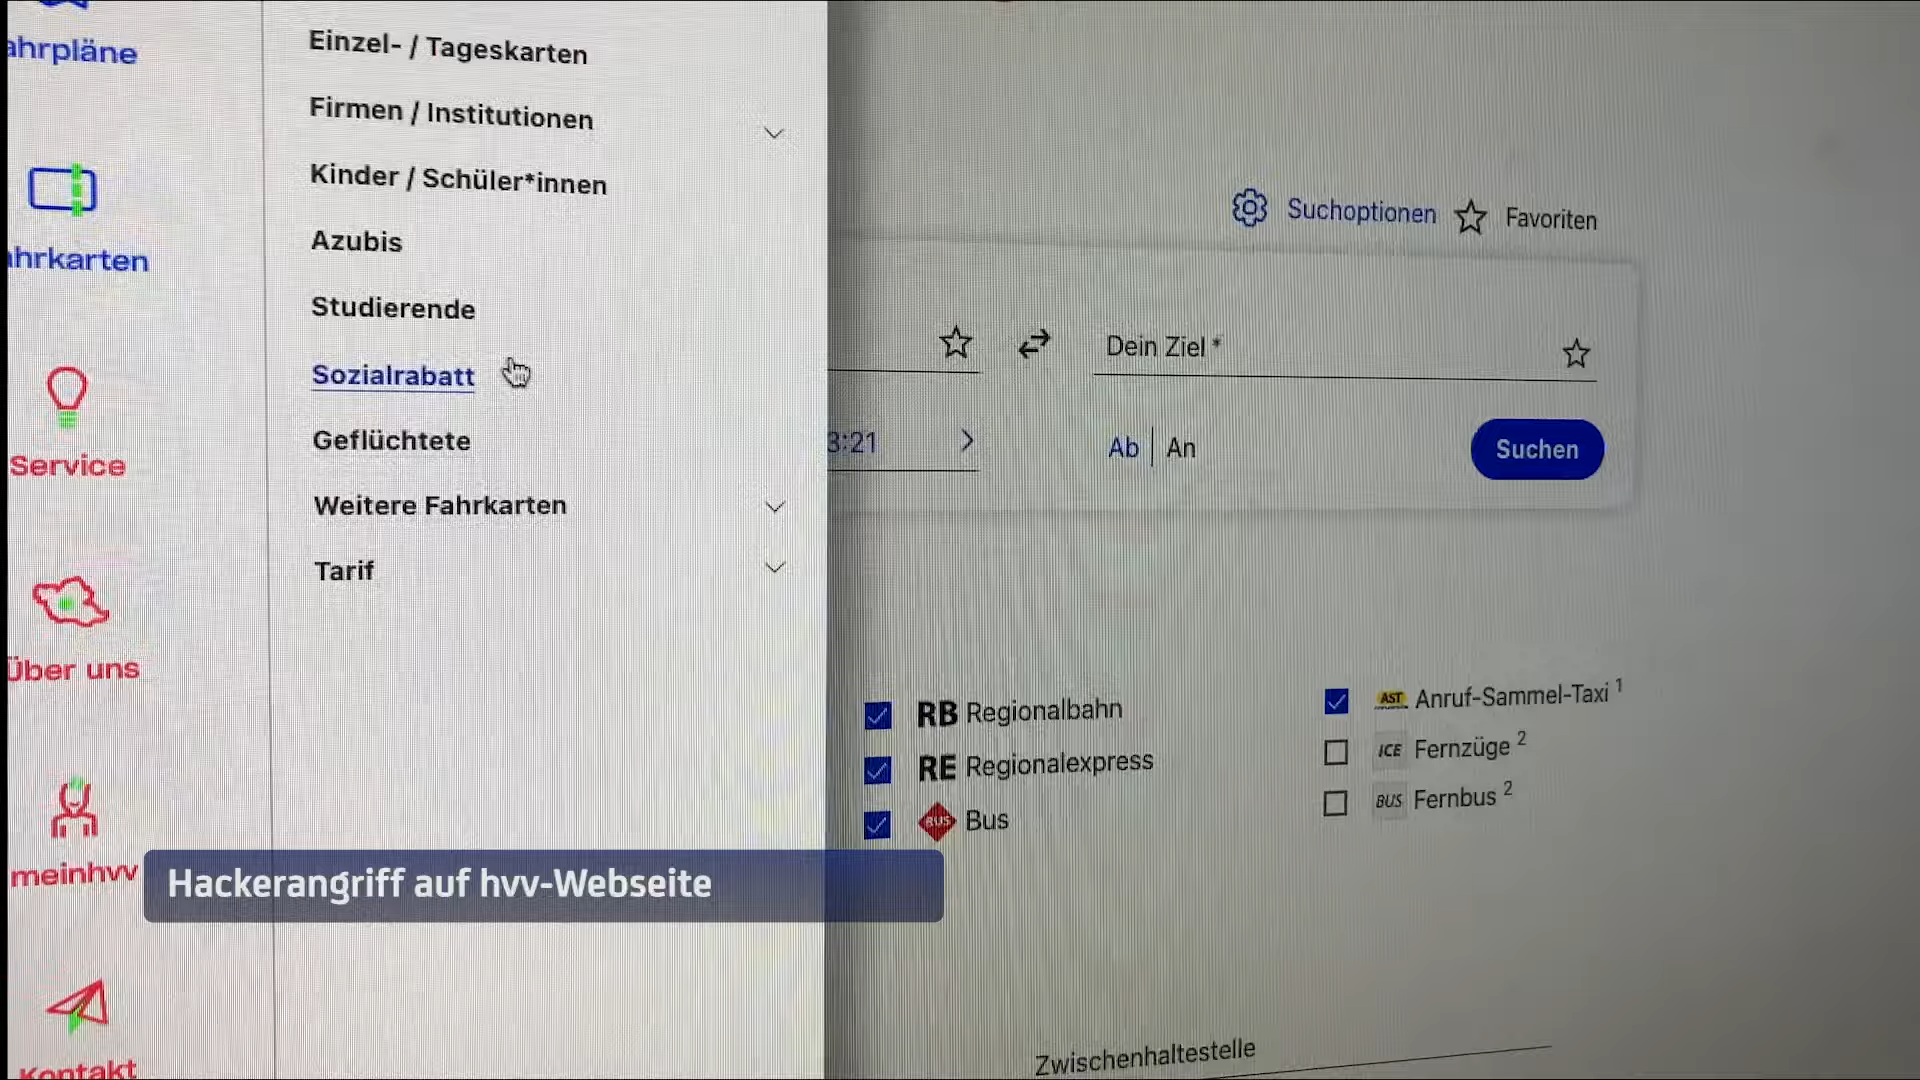 ahrpläne
ahrkarten
Service
Über uns
meinhvv
Kontakt
Einzel- / Tageskarten
Firmen / Institutionen
Kinder / Schüler*innen
Azubis
Studierende
Sozialrabatt
Geflüchtete
Weitere Fahrkarten
Tarif
Suchoptionen
Favoriten
Dein Ziel *
3:21
Ab | An
Suchen
RB Regionalbahn
RE Regionalexpress
BUS Bus
AST Anruf-Sammel-Taxi 1
ICE Fernzüge 2
BUS Fernbus 2
Zwischenhaltestelle
Hackerangriff auf hvv-Webseite